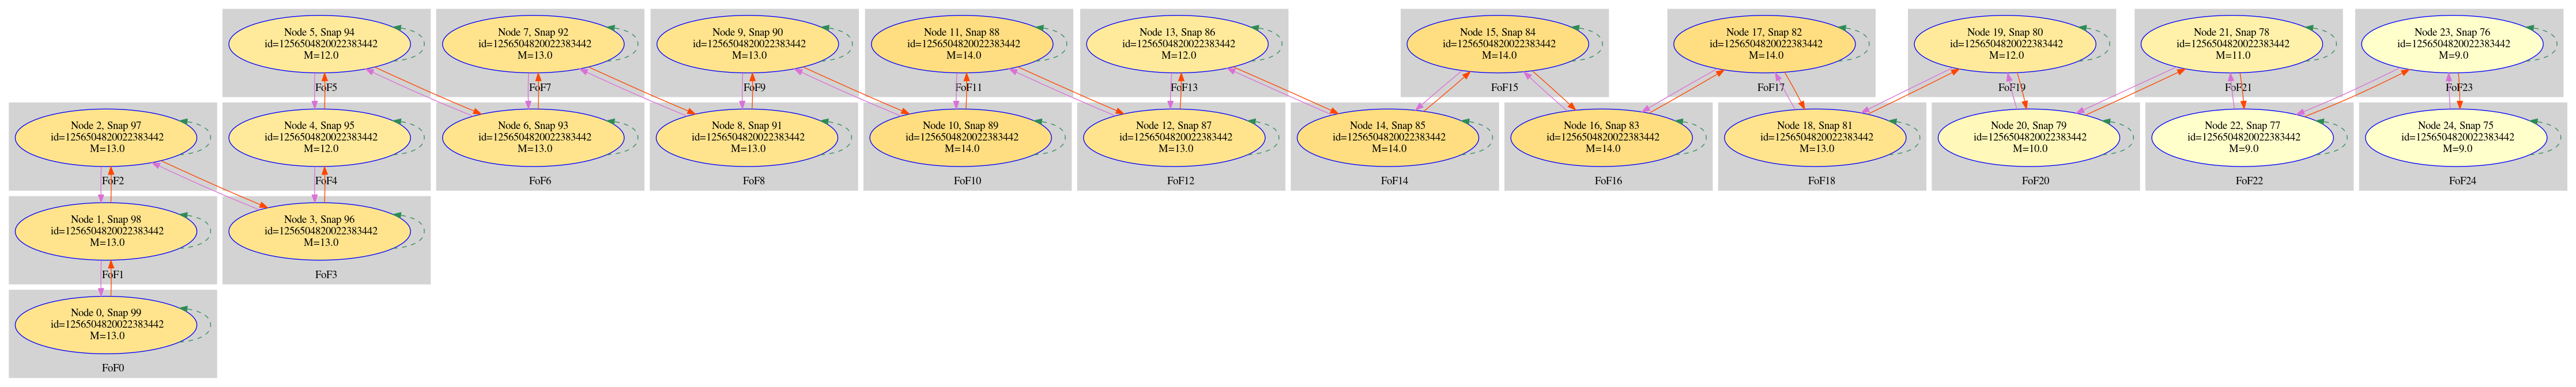 Node 5, Snap 94
id=1256504820022383442
M=12.0
FoF5
Node 7, Snap 92
id=1256504820022383442
M=13.0
FoF7
Node 9, Snap 90
id=1256504820022383442
M=13.0
FoF9
Node 11, Snap 88
id=1256504820022383442
M=14.0
FoF11
Node 13, Snap 86
id=1256504820022383442
M=12.0
FoF13
Node 15, Snap 84
id=1256504820022383442
M=14.0
FoF15
Node 17, Snap 82
id=1256504820022383442
M=14.0
FoF17
Node 19, Snap 80
id=1256504820022383442
M=12.0
FoF19
Node 21, Snap 78
id=1256504820022383442
M=11.0
FoF21
Node 23, Snap 76
id=1256504820022383442
M=9.0
FoF23
Node 2, Snap 97
id=1256504820022383442
M=13.0
FoF2
Node 4, Snap 95
id=1256504820022383442
M=12.0
FoF4
Node 6, Snap 93
id=1256504820022383442
M=13.0
FoF6
Node 8, Snap 91
id=1256504820022383442
M=13.0
FoF8
Node 10, Snap 89
id=1256504820022383442
M=14.0
FoF10
Node 12, Snap 87
id=1256504820022383442
M=13.0
FoF12
Node 14, Snap 85
id=1256504820022383442
M=14.0
FoF14
Node 16, Snap 83
id=1256504820022383442
M=14.0
FoF16
Node 18, Snap 81
id=1256504820022383442
M=13.0
FoF18
Node 20, Snap 79
id=1256504820022383442
M=10.0
FoF20
Node 22, Snap 77
id=1256504820022383442
M=9.0
FoF22
Node 24, Snap 75
id=1256504820022383442
M=9.0
FoF24
Node 1, Snap 98
id=1256504820022383442
M=13.0
FoF1
Node 3, Snap 96
id=1256504820022383442
M=13.0
FoF3
Node 0, Snap 99
id=1256504820022383442
M=13.0
FoF0